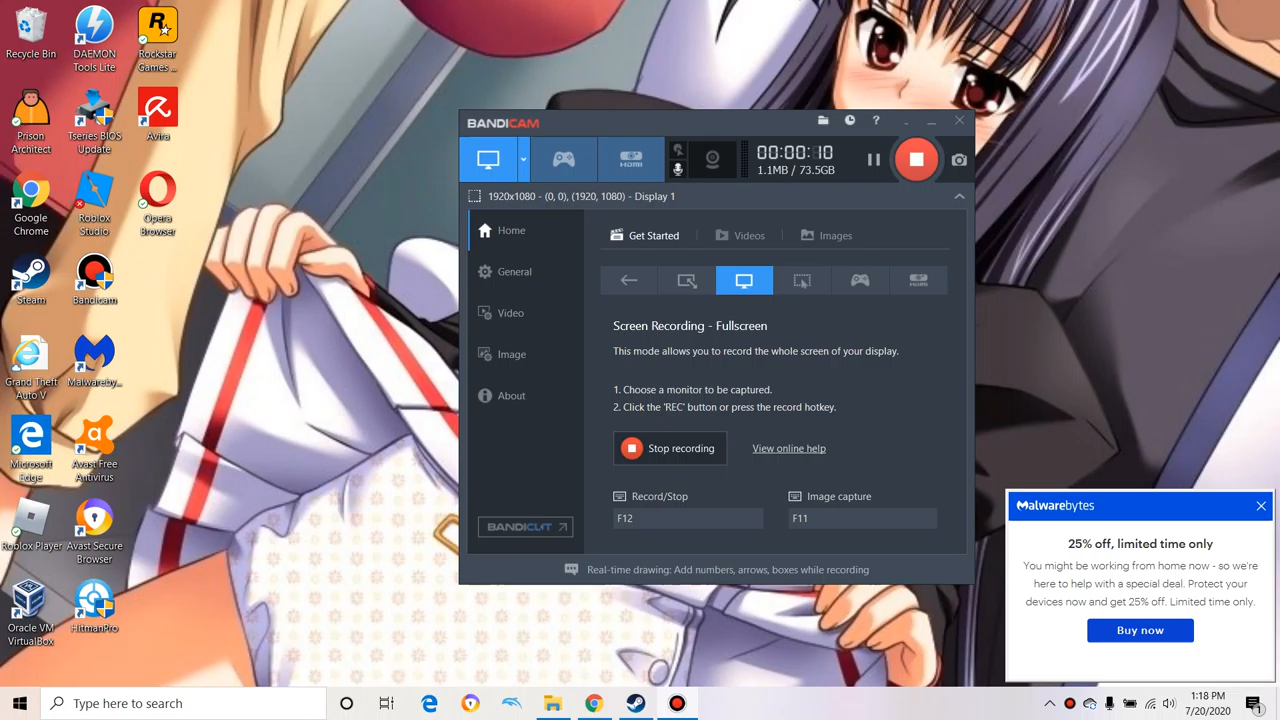 Recycle Bin
DAEMON
Tools Lite
Rockstar
Games ...
Prison
Architect
Tseries BIOS
Update
Avira
Google
Chrome
Roblox
Studio
Opera
Browser
Steam
Bandicam
Grand Theft
Auto V
Malwareby...
Microsoft
Edge
Avast Free
Antivirus
Roblox Player
Avast Secure
Browser
Oracle VM
VirtualBox
HitmanPro
BANDICAM
HDMI
00:00:10
1.1MB / 73.5GB
1920x1080 - (0, 0), (1920, 1080) - Display 1
Home
General
Video
Image
About
BANDICUT
Get Started
Videos
Images
HDMI
Screen Recording - Fullscreen
This mode allows you to record the whole screen of your display.
1. Choose a monitor to be captured.
2. Click the 'REC' button or press the record hotkey.
Stop recording
View online help
Record/Stop
Image capture
F12
F11
Real-time drawing: Add numbers, arrows, boxes while recording
Malwarebytes
25% off, limited time only
You might be working from home now - so we're
here to help with a special deal. Protect your
devices now and get 25% off. Limited time only.
Buy now
Type here to search
1:18 PM
7/20/2020
1